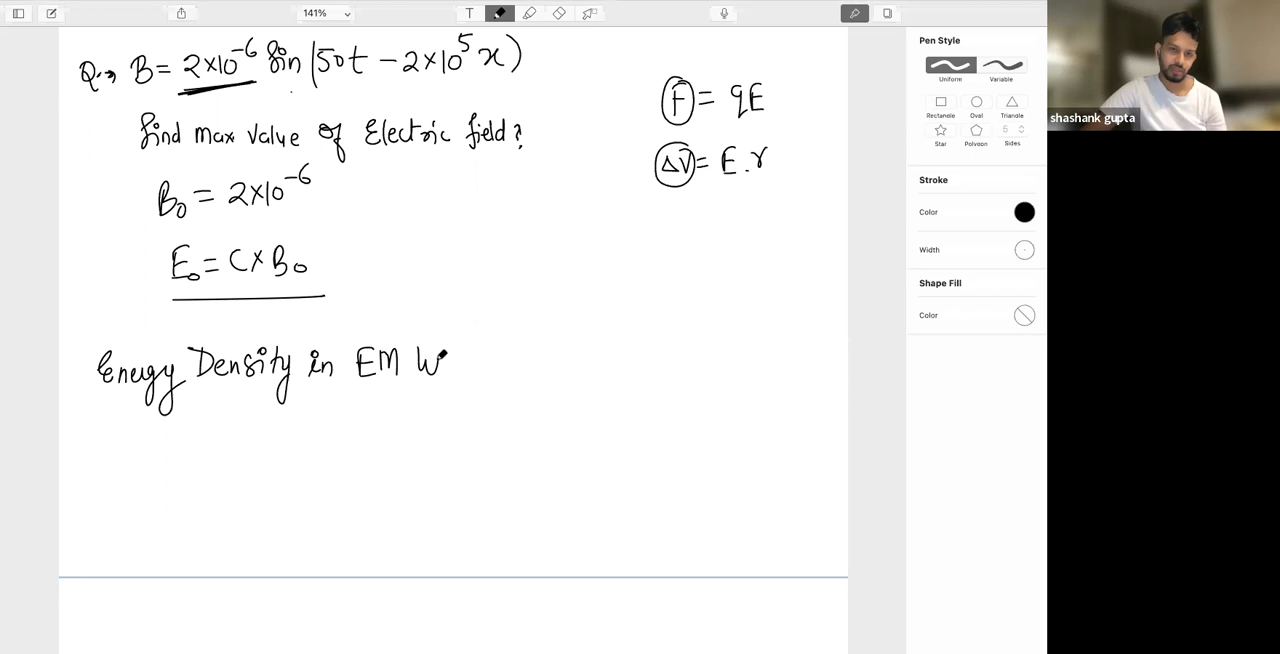 141%
T
Q.→ B = 2×10⁻⁶ sin (50t − 2×10⁵ x)
find max value of Electric field?
B₀ = 2×10⁻⁶
E₀ = C × B₀
Energy Density in EM W
F = qE
ΔV = E.r
Pen Style
Uniform Variable
Rectangle Oval Triangle
Star Polygon 5 Sides
Stroke
Color
Width
Shape Fill
Color
shashank gupta